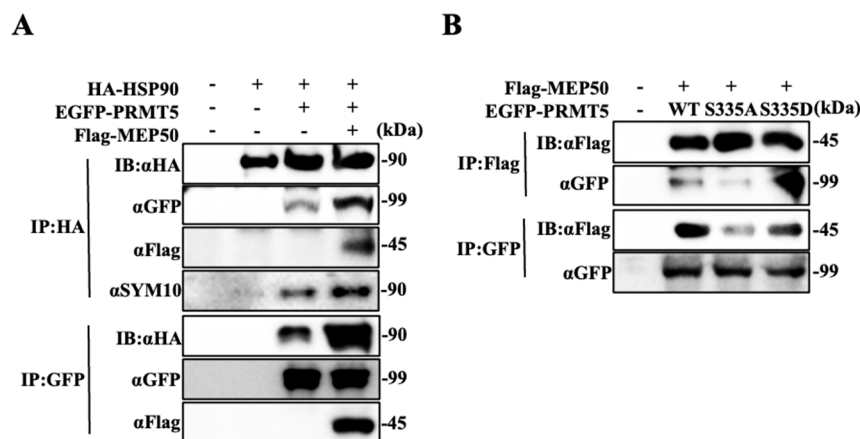 A
HA-HSP90 - + + +
EGFP-PRMT5 - - + +
Flag-MEP50 - - - + (kDa)
IP:HA
IB:αHA -90
αGFP -99
αFlag -45
αSYM10 -90
IP:GFP
IB:αHA -90
αGFP -99
αFlag -45
B
Flag-MEP50 - + + +
EGFP-PRMT5 - WT S335A S335D (kDa)
IP:Flag
IB:αFlag -45
αGFP -99
IP:GFP
IB:αFlag -45
αGFP -99